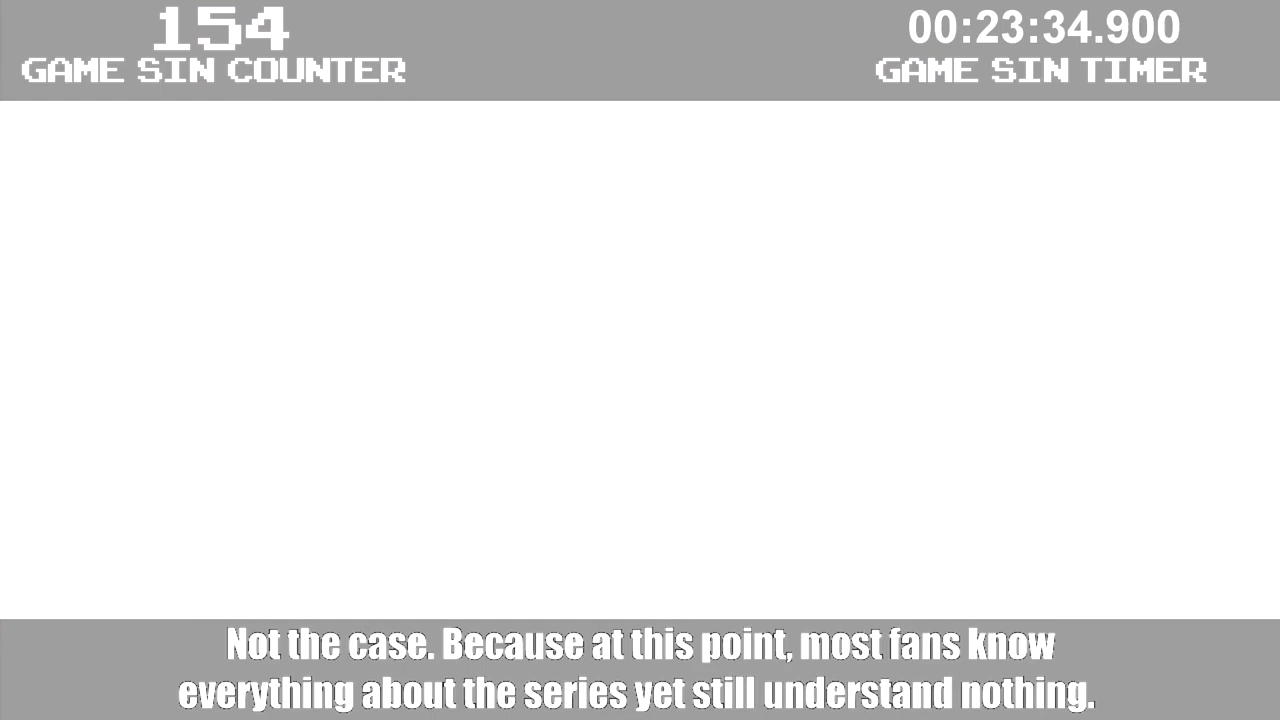 154
GAME SIN COUNTER
00:23:34.900
GAME SIN TIMER
Not the case. Because at this point, most fans know
everything about the series yet still understand nothing.